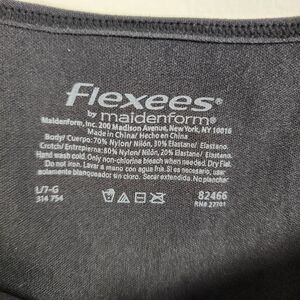 flexees®
by maidenform®
Maidenform, Inc. 200 Madison Avenue, New York, NY 10016
Made in China/ Hecho en China
Body/ Cuerpo: 70% Nylon/ Nilón, 30% Elastane/ Elastano.
Crotch/ Entrepierna: 80% Nylon/ Nilón, 20% Elastane/ Elastano.
Hand wash cold. Only non-chlorine bleach when needed. Dry Flat.
Do not iron. Lavar a mano con agua fría. Si es necesario, usar
solamente blanqueador sin cloro. Secar extendida. No planchar.
L/7-G
314 754
82466
RN# 27701